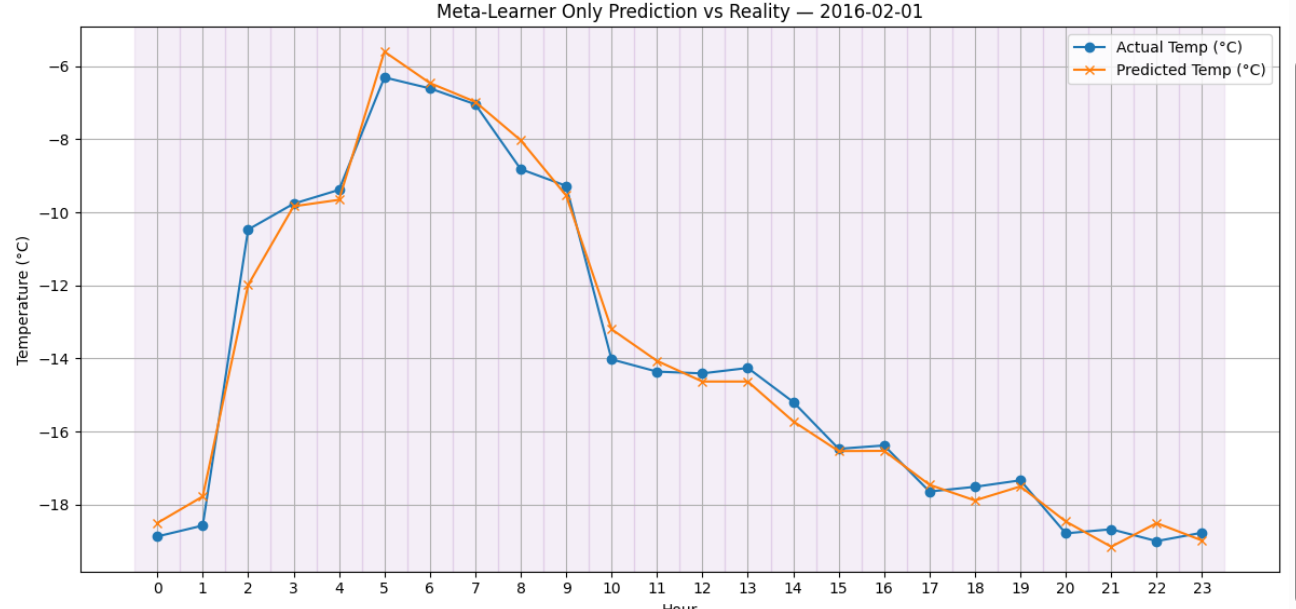 Meta-Learner Only Prediction vs Reality — 2016-02-01
Actual Temp (°C)
Predicted Temp (°C)
Temperature (°C)
−6
−8
−10
−12
−14
−16
−18
0 1 2 3 4 5 6 7 8 9 10 11 12 13 14 15 16 17 18 19 20 21 22 23
Hour